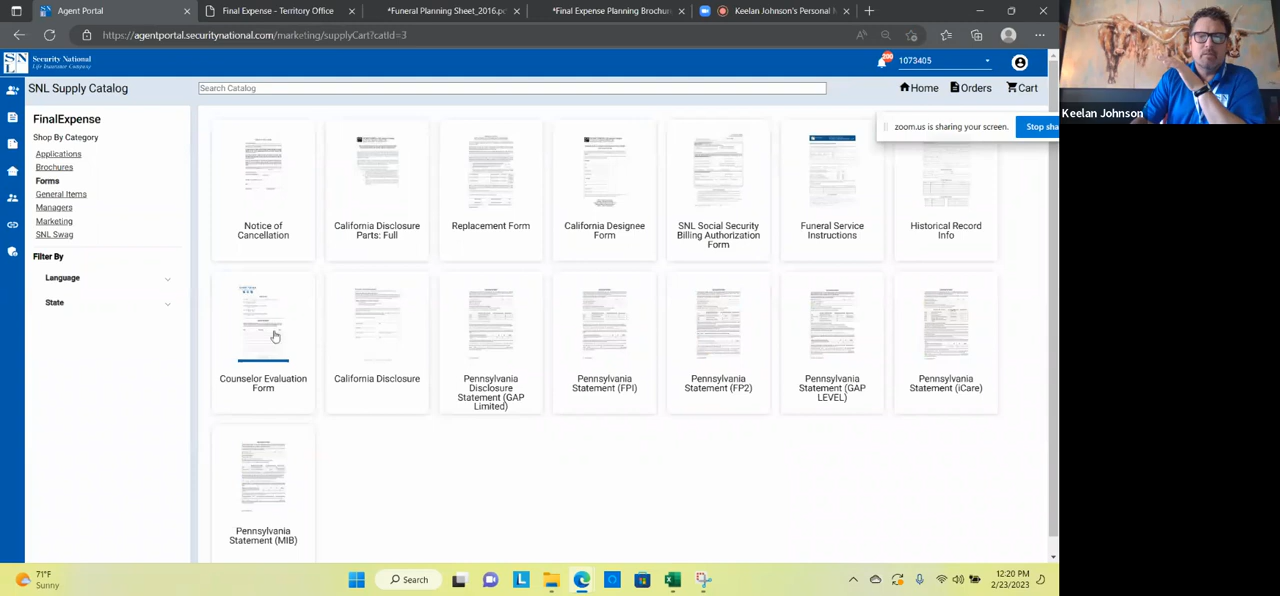 Agent Portal
Final Expense - Territory Office
*Funeral Planning Sheet_2016.pd
*Final Expense Planning Brochur
Keelan Johnson's Personal M
https://agentportal.securitynational.com/marketing/supplyCart?catId=3
SNL
Security National
Life Insurance Company
200
1073405
SNL Supply Catalog
Search Catalog
Home
Orders
Cart
Keelan Johnson
zoom.us is sharing your screen.
Stop sha
FinalExpense
Shop By Category
Applications
Brochures
Forms
General Items
Managers
Marketing
SNL Swag
Filter By
Language
State
Notice of
Cancellation
California Disclosure
Parts: Full
Replacement Form
California Designee
Form
SNL Social Security
Billing Authorization
Form
Funeral Service
Instructions
Historical Record
Info
Counselor Evaluation
Form
California Disclosure
Pennsylvania
Disclosure
Statement (GAP
Limited)
Pennsylvania
Statement (FPI)
Pennsylvania
Statement (FP2)
Pennsylvania
Statement (GAP
LEVEL)
Pennsylvania
Statement (iCare)
Pennsylvania
Statement (MIB)
71°F
Sunny
Search
12:20 PM
2/23/2023